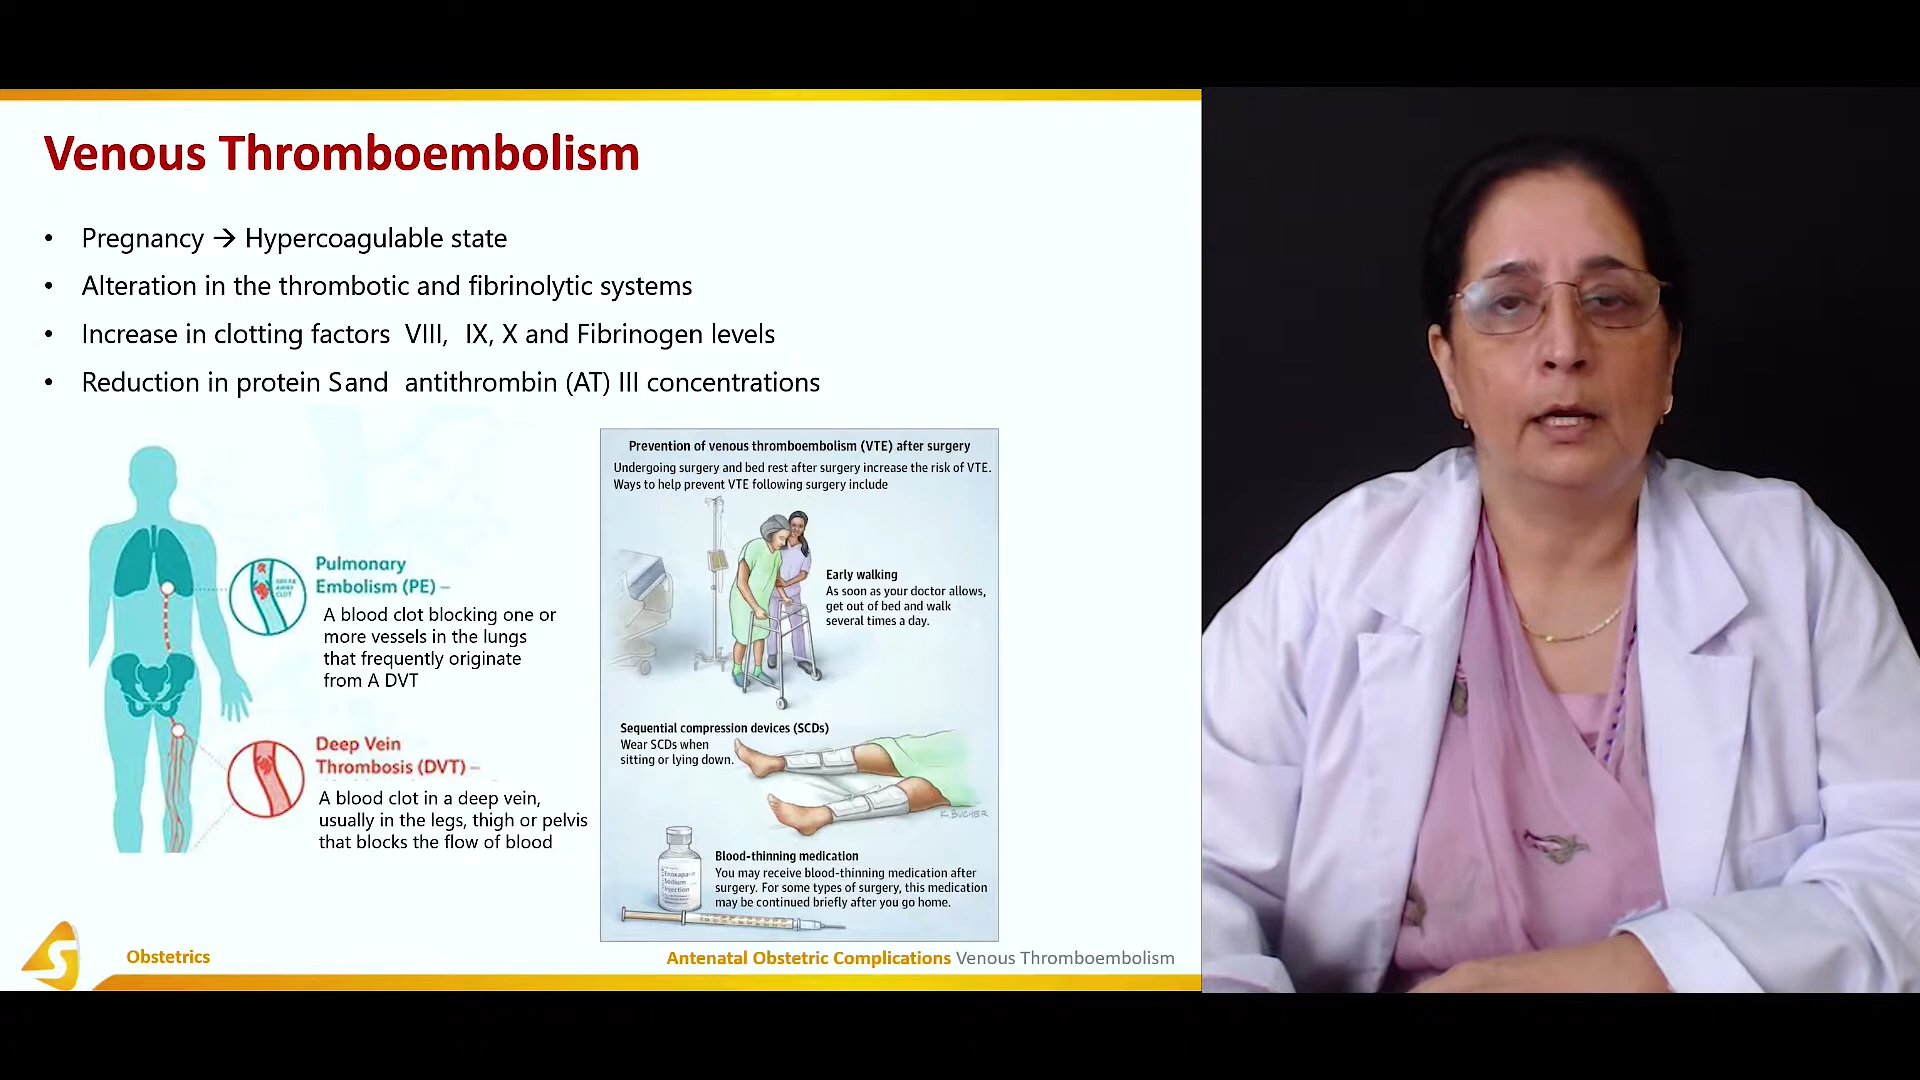 Venous Thromboembolism
• Pregnancy → Hypercoagulable state
• Alteration in the thrombotic and fibrinolytic systems
• Increase in clotting factors VIII, IX, X and Fibrinogen levels
• Reduction in protein Sand antithrombin (AT) III concentrations
Pulmonary
Embolism (PE) –
BREAK
AWAY
CLOT
A blood clot blocking one or
more vessels in the lungs
that frequently originate
from A DVT
Deep Vein
Thrombosis (DVT) –
A blood clot in a deep vein,
usually in the legs, thigh or pelvis
that blocks the flow of blood
Prevention of venous thromboembolism (VTE) after surgery
Undergoing surgery and bed rest after surgery increase the risk of VTE.
Ways to help prevent VTE following surgery include
Early walking
As soon as your doctor allows,
get out of bed and walk
several times a day.
Sequential compression devices (SCDs)
Wear SCDs when
sitting or lying down.
K. BUCHER
Blood-thinning medication
You may receive blood-thinning medication after
surgery. For some types of surgery, this medication
may be continued briefly after you go home.
Sodium
Injection
S
Obstetrics
Antenatal Obstetric Complications Venous Thromboembolism